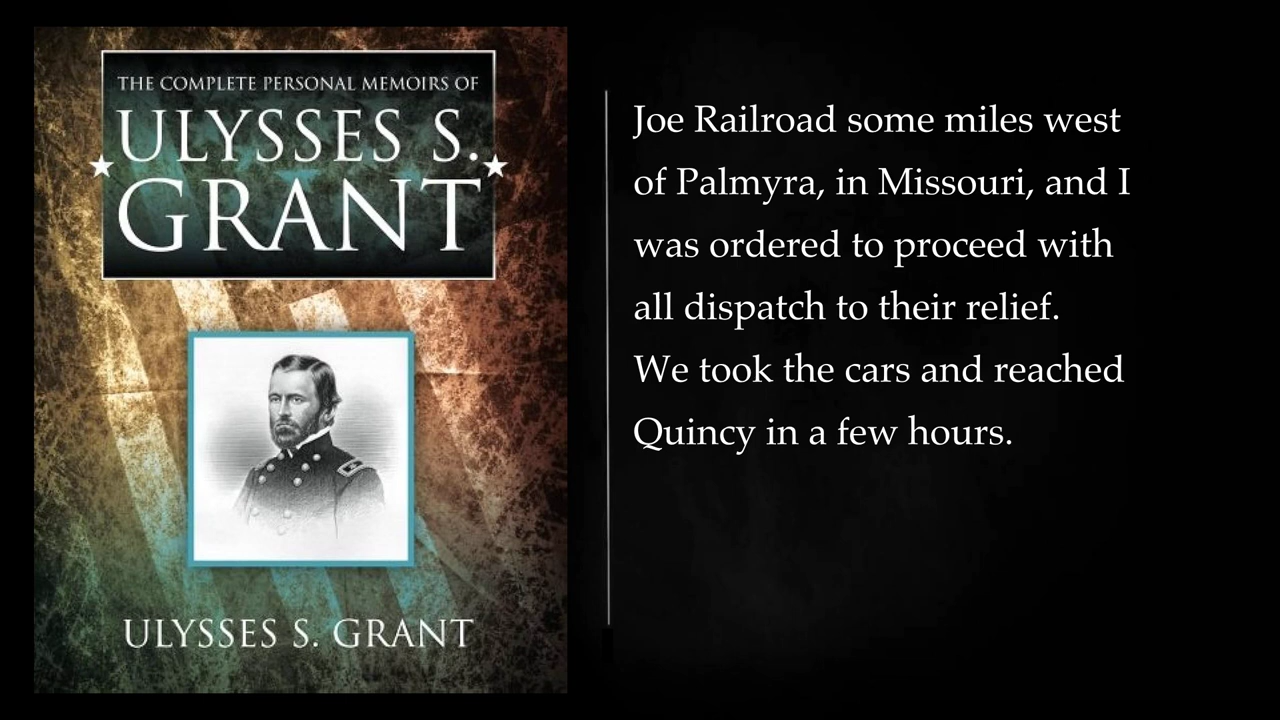 THE COMPLETE PERSONAL MEMOIRS OF
ULYSSES S.
GRANT
ULYSSES S. GRANT
Joe Railroad some miles west
of Palmyra, in Missouri, and I
was ordered to proceed with
all dispatch to their relief.
We took the cars and reached
Quincy in a few hours.